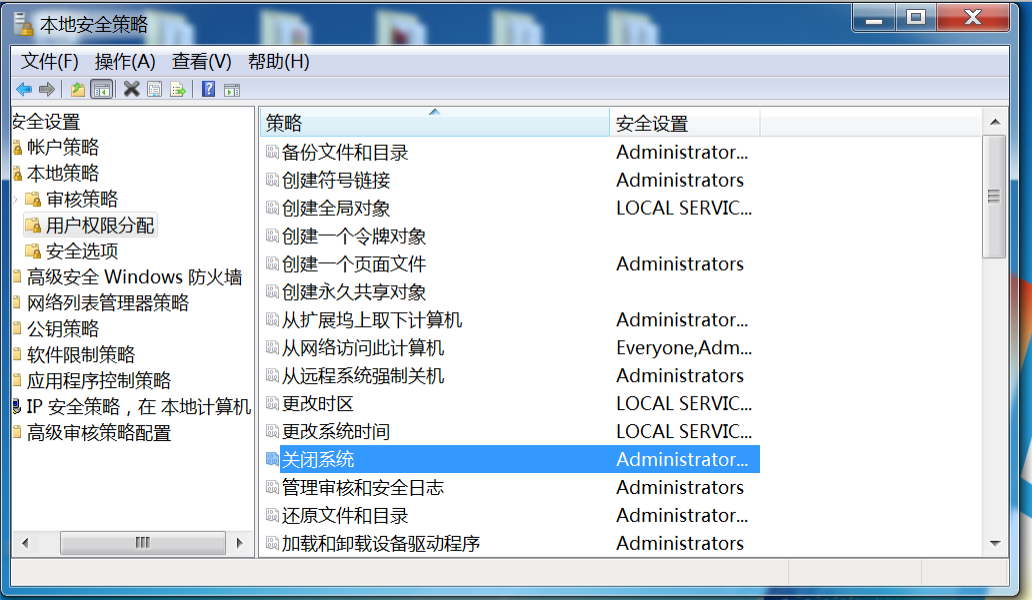 本地安全策略
文件(F) 操作(A) 查看(V) 帮助(H)
安全设置
帐户策略
本地策略
审核策略
用户权限分配
安全选项
高级安全 Windows 防火墙
网络列表管理器策略
公钥策略
软件限制策略
应用程序控制策略
IP 安全策略，在 本地计算机
高级审核策略配置
策略 安全设置
备份文件和目录 Administrator...
创建符号链接 Administrators
创建全局对象 LOCAL SERVIC...
创建一个令牌对象
创建一个页面文件 Administrators
创建永久共享对象
从扩展坞上取下计算机 Administrator...
从网络访问此计算机 Everyone,Adm...
从远程系统强制关机 Administrators
更改时区 LOCAL SERVIC...
更改系统时间 LOCAL SERVIC...
关闭系统 Administrator...
管理审核和安全日志 Administrators
还原文件和目录 Administrator...
加载和卸载设备驱动程序 Administrators